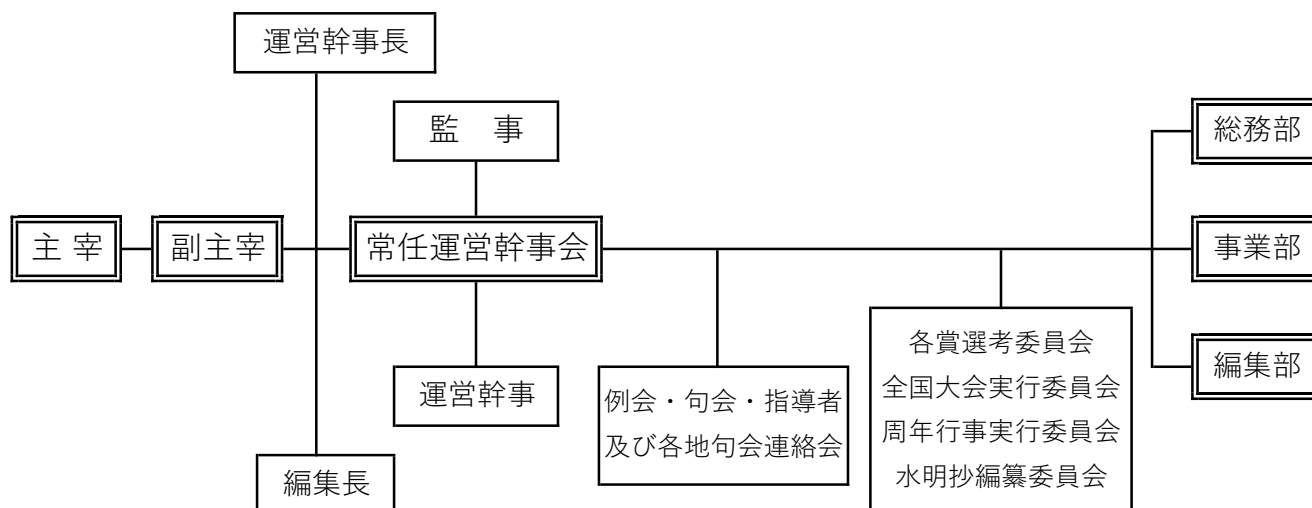 運営幹事長
監　事
総務部
主 宰
副主宰
常任運営幹事会
事業部
運営幹事
例会・句会・指導者
及び各地句会連絡会
各賞選考委員会
全国大会実行委員会
周年行事実行委員会
水明抄編纂委員会
編集部
編集長